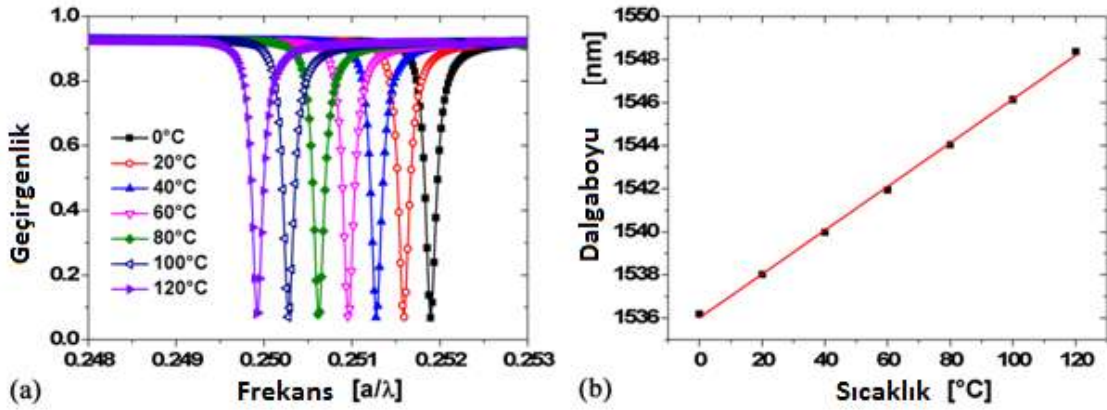 1.0
0.8
0.6
0.4
0.2
0.0
Geçirgenlik
0°C
20°C
40°C
60°C
80°C
100°C
120°C
0.248 0.249 0.250 0.251 0.252 0.253
(a) Frekans [a/λ]
1550
1548
1546
1544
1542
1540
1538
1536
Dalgaboyu [nm]
0 20 40 60 80 100 120
(b) Sıcaklık [°C]